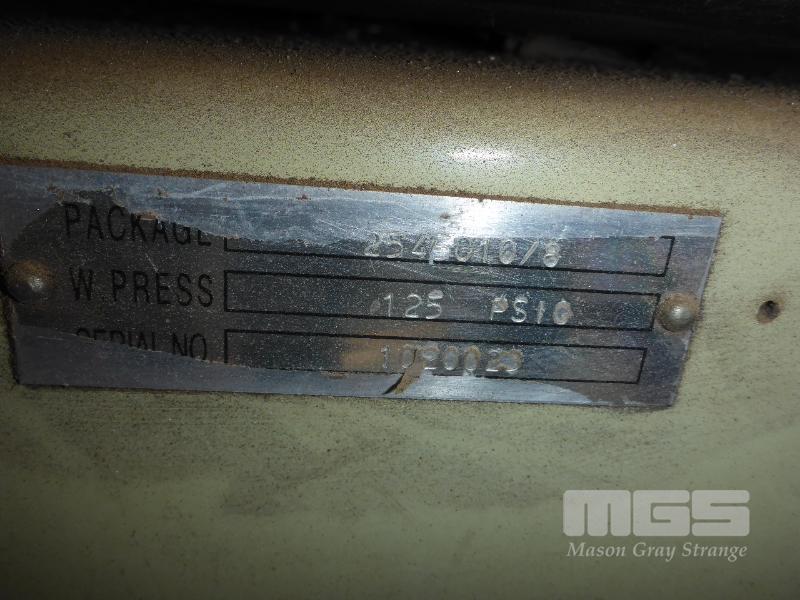 PACKAGE
W.PRESS 125 PSIG
SERIAL NO.
MGS
Mason Gray Strange